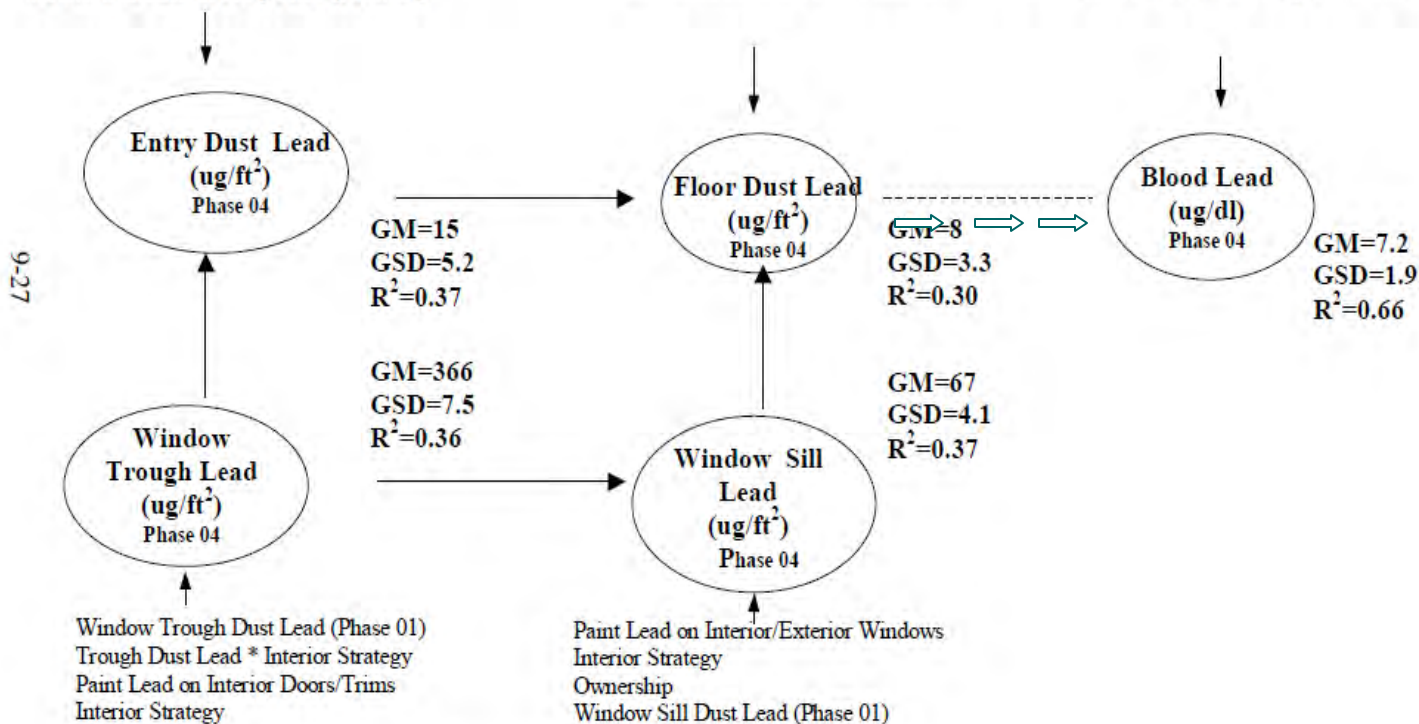 Entry Dust Lead
(ug/ft²)
Phase 04
Floor Dust Lead
(ug/ft²)
Phase 04
Blood Lead
(ug/dl)
Phase 04
GM=15
GSD=5.2
R²=0.37
GM=8
GSD=3.3
R²=0.30
GM=7.2
GSD=1.9
R²=0.66
9-27
GM=366
GSD=7.5
R²=0.36
GM=67
GSD=4.1
R²=0.37
Window
Trough Lead
(ug/ft²)
Phase 04
Window Sill
Lead
(ug/ft²)
Phase 04
Window Trough Dust Lead (Phase 01)
Trough Dust Lead * Interior Strategy
Paint Lead on Interior Doors/Trims
Interior Strategy
Paint Lead on Interior/Exterior Windows
Interior Strategy
Ownership
Window Sill Dust Lead (Phase 01)